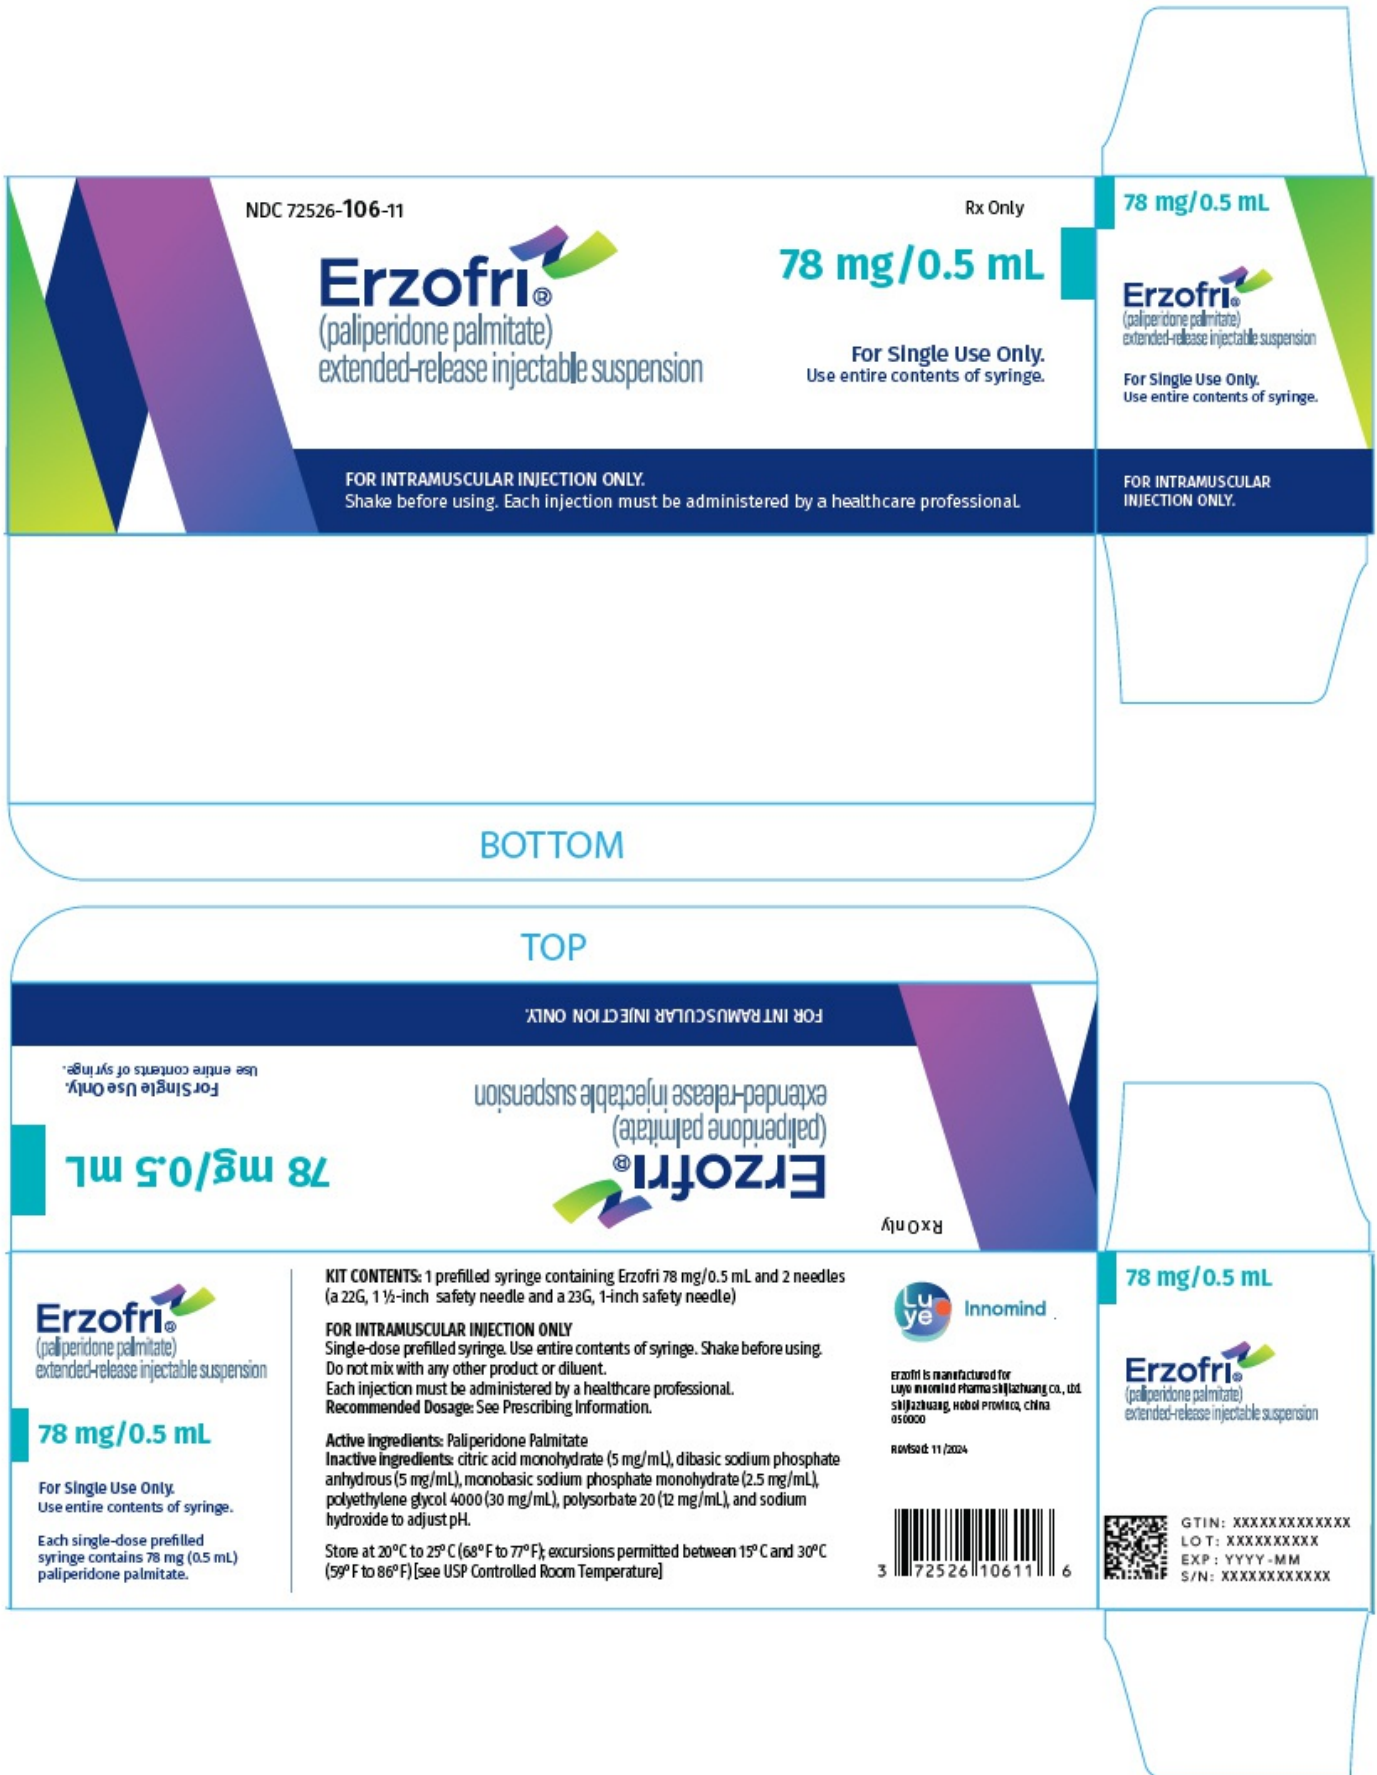 NDC 72526-106-11
Rx Only
78 mg/0.5 mL
Erzofri®
(paliperidone palmitate)
extended-release injectable suspension
For Single Use Only.
Use entire contents of syringe.
FOR INTRAMUSCULAR INJECTION ONLY.
Shake before using. Each injection must be administered by a healthcare professional.
78 mg/0.5 mL
Erzofri®
(paliperidone palmitate)
extended-release injectable suspension
For Single Use Only.
Use entire contents of syringe.
FOR INTRAMUSCULAR
INJECTION ONLY.
BOTTOM
TOP
Rx Only
Erzofri®
(paliperidone palmitate)
extended-release injectable suspension
78 mg/0.5 mL
For Single Use Only.
Use entire contents of syringe.
FOR INTRAMUSCULAR INJECTION ONLY.
Erzofri®
(paliperidone palmitate)
extended-release injectable suspension
78 mg/0.5 mL
For Single Use Only.
Use entire contents of syringe.
Each single-dose prefilled
syringe contains 78 mg (0.5 mL)
paliperidone palmitate.
KIT CONTENTS: 1 prefilled syringe containing Erzofri 78 mg/0.5 mL and 2 needles
(a 22G, 1 ½-inch safety needle and a 23G, 1-inch safety needle)
FOR INTRAMUSCULAR INJECTION ONLY
Single-dose prefilled syringe. Use entire contents of syringe. Shake before using.
Do not mix with any other product or diluent.
Each injection must be administered by a healthcare professional.
Recommended Dosage: See Prescribing Information.
Active ingredients: Paliperidone Palmitate
Inactive ingredients: citric acid monohydrate (5 mg/mL), dibasic sodium phosphate
anhydrous (5 mg/mL), monobasic sodium phosphate monohydrate (2.5 mg/mL),
polyethylene glycol 4000 (30 mg/mL), polysorbate 20 (12 mg/mL), and sodium
hydroxide to adjust pH.
Store at 20°C to 25°C (68°F to 77°F); excursions permitted between 15°C and 30°C
(59°F to 86°F) [see USP Controlled Room Temperature]
Luye Innomind
Erzofri is manufactured for
Luye Innomind Pharma Shijiazhuang Co., Ltd.
Shijiazhuang, Hebei Province, China
050000
Revised: 11/2024
3 72526 10611 6
78 mg/0.5 mL
Erzofri®
(paliperidone palmitate)
extended-release injectable suspension
GTIN: XXXXXXXXXXXXX
LOT: XXXXXXXXXX
EXP: YYYY-MM
S/N: XXXXXXXXXXXX